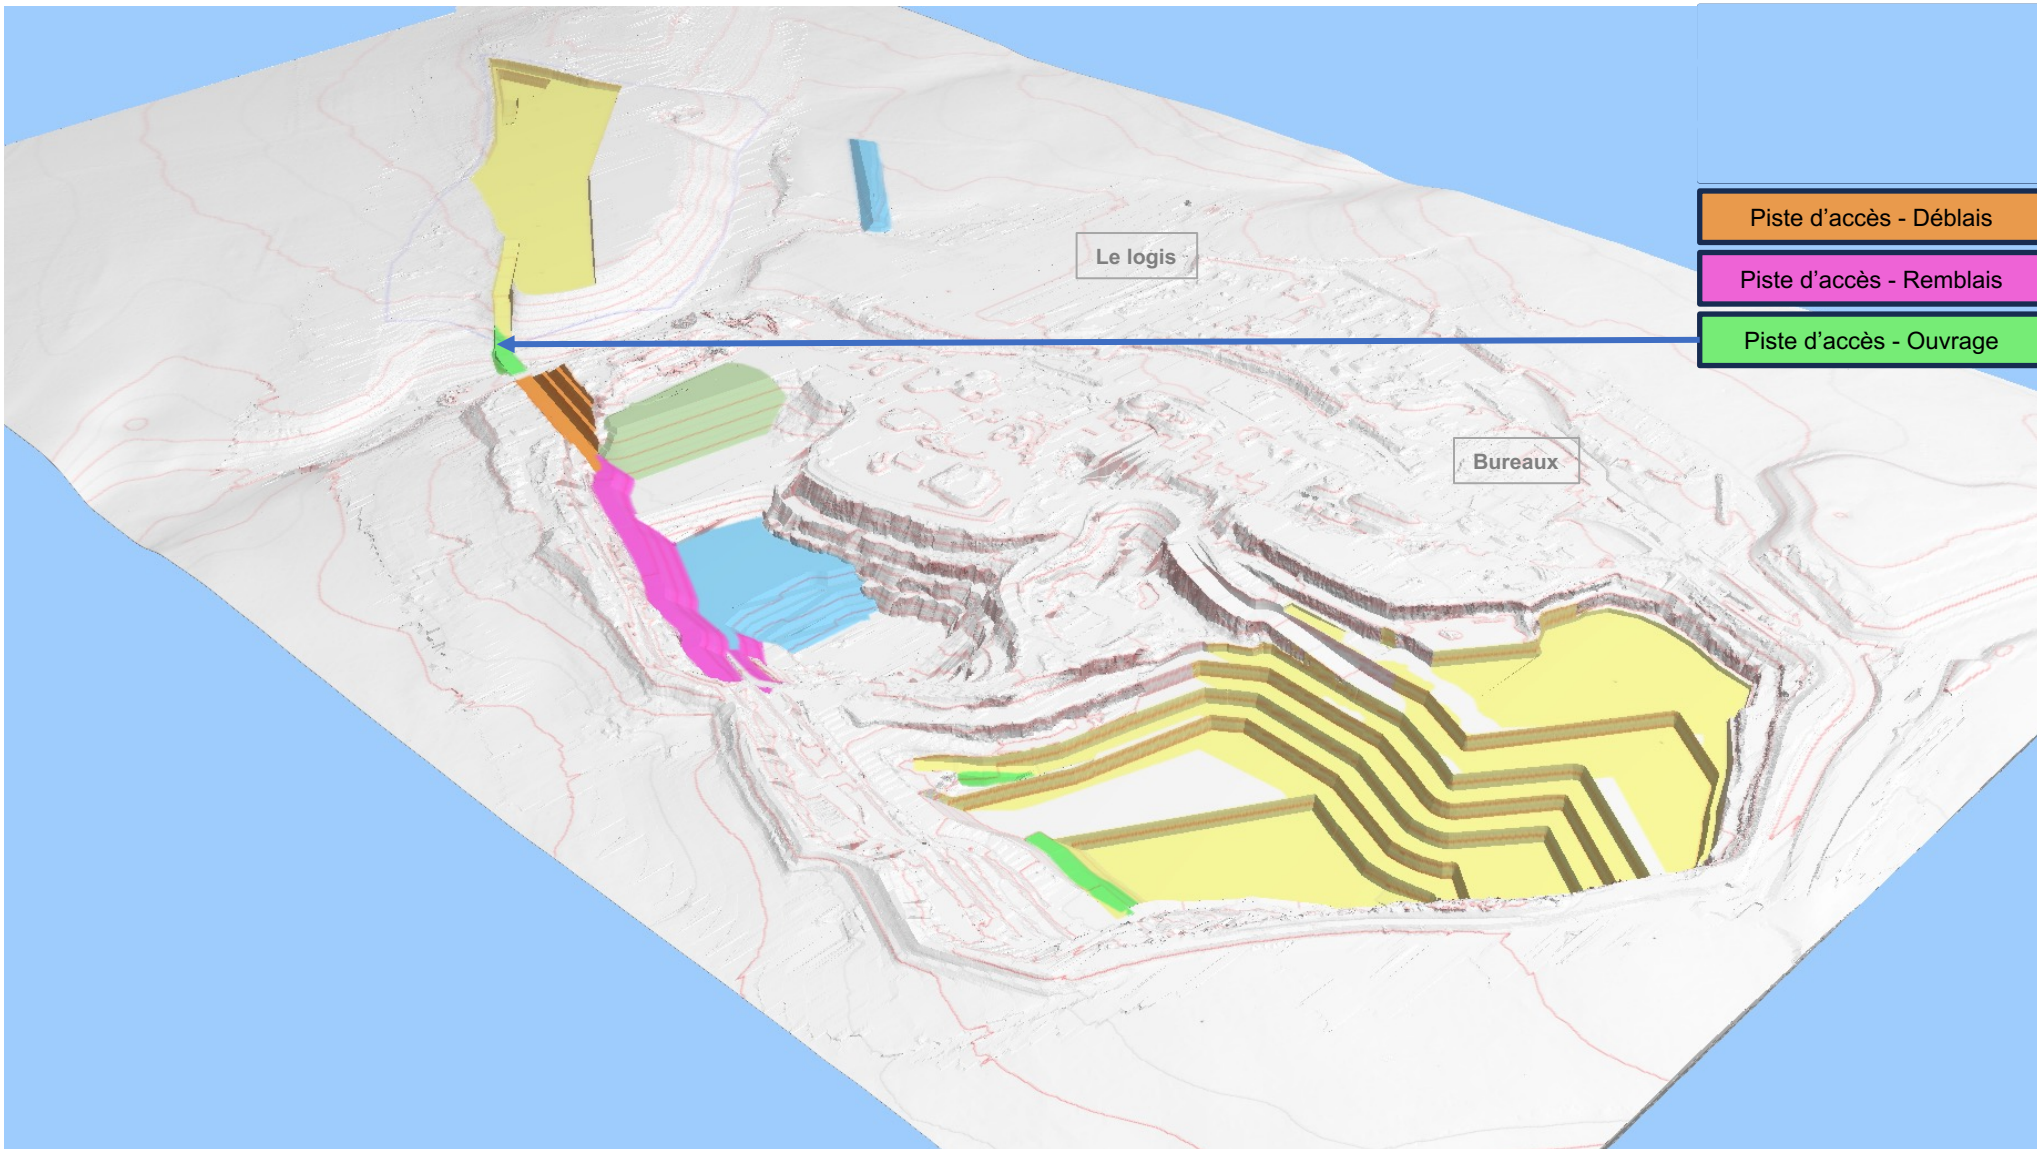 Piste d'accès - Déblais
Le logis
Piste d'accès - Remblais
Piste d'accès - Ouvrage
Bureaux